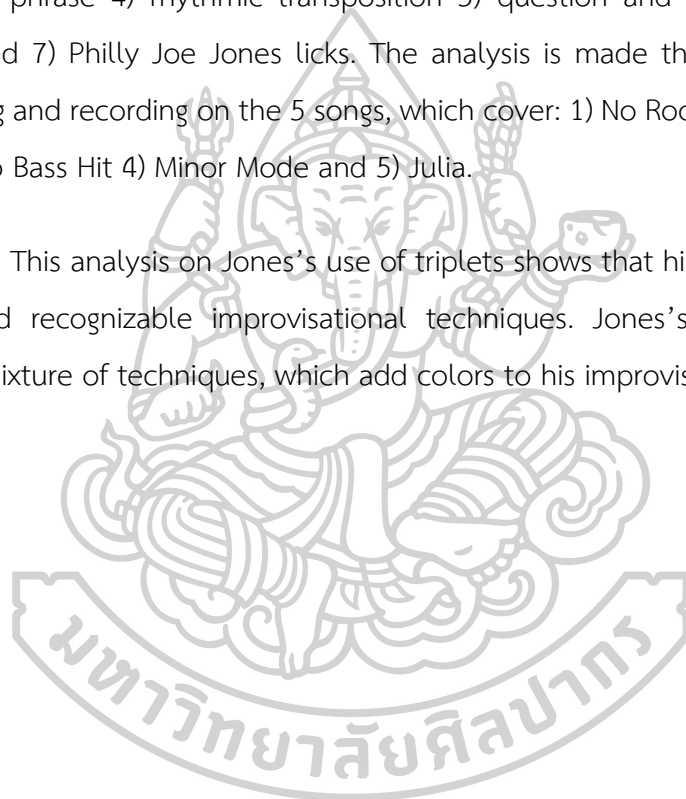 phrase 4) rhythmic transposition 5) question and
d 7) Philly Joe Jones licks. The analysis is made th
g and recording on the 5 songs, which cover: 1) No Roo
Bass Hit 4) Minor Mode and 5) Julia.
This analysis on Jones’s use of triplets shows that hi
d recognizable improvisational techniques. Jones’s
ixture of techniques, which add colors to his improvis
มหาวิทยาลัยศิลปากร